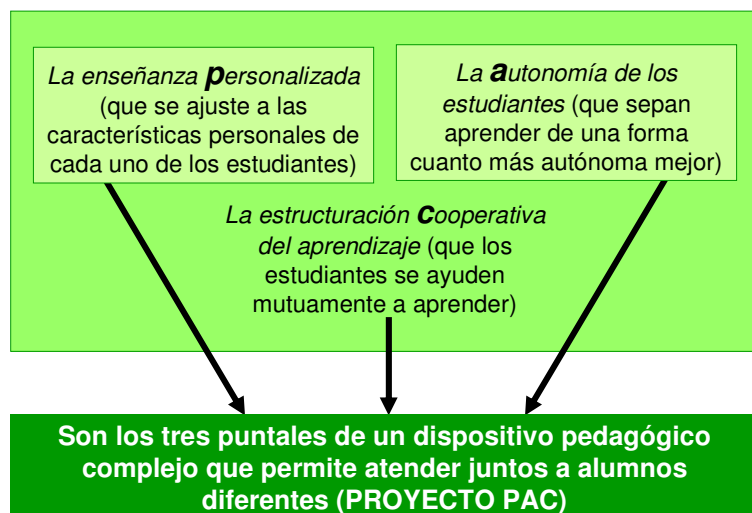 La enseñanza personalizada
(que se ajuste a las
características personales de
cada uno de los estudiantes)
La autonomía de los
estudiantes (que sepan
aprender de una forma
cuanto más autónoma mejor)
La estructuración Cooperativa
del aprendizaje (que los
estudiantes se ayuden
mutuamente a aprender)
Son los tres puntales de un dispositivo pedagógico
complejo que permite atender juntos a alumnos
diferentes (PROYECTO PAC)